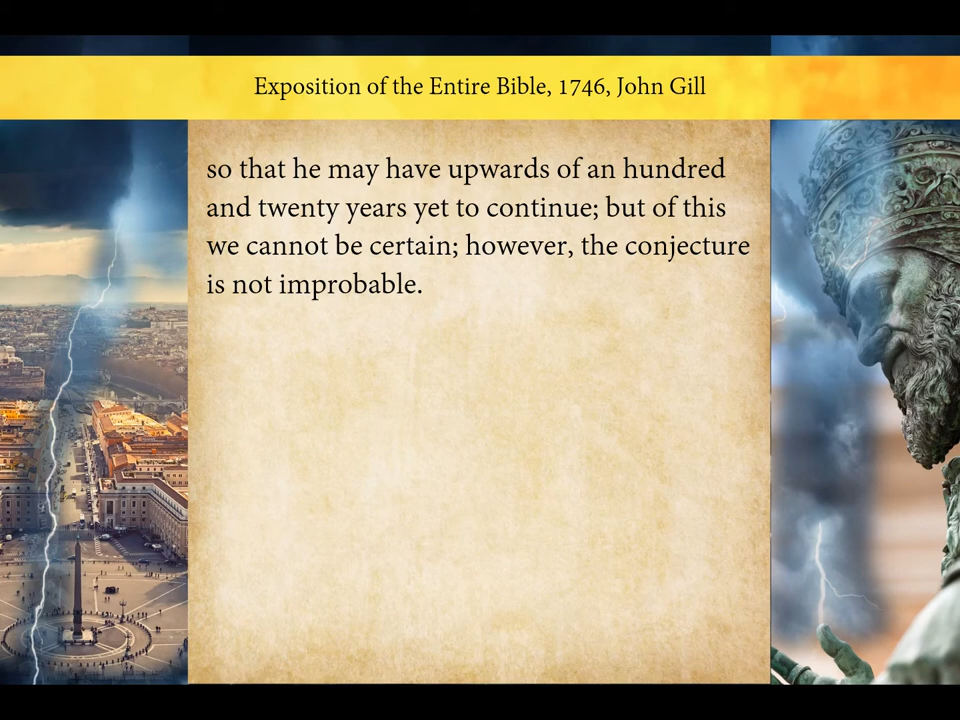 Exposition of the Entire Bible, 1746, John Gill
so that he may have upwards of an hundred
and twenty years yet to continue; but of this
we cannot be certain; however, the conjecture
is not improbable.